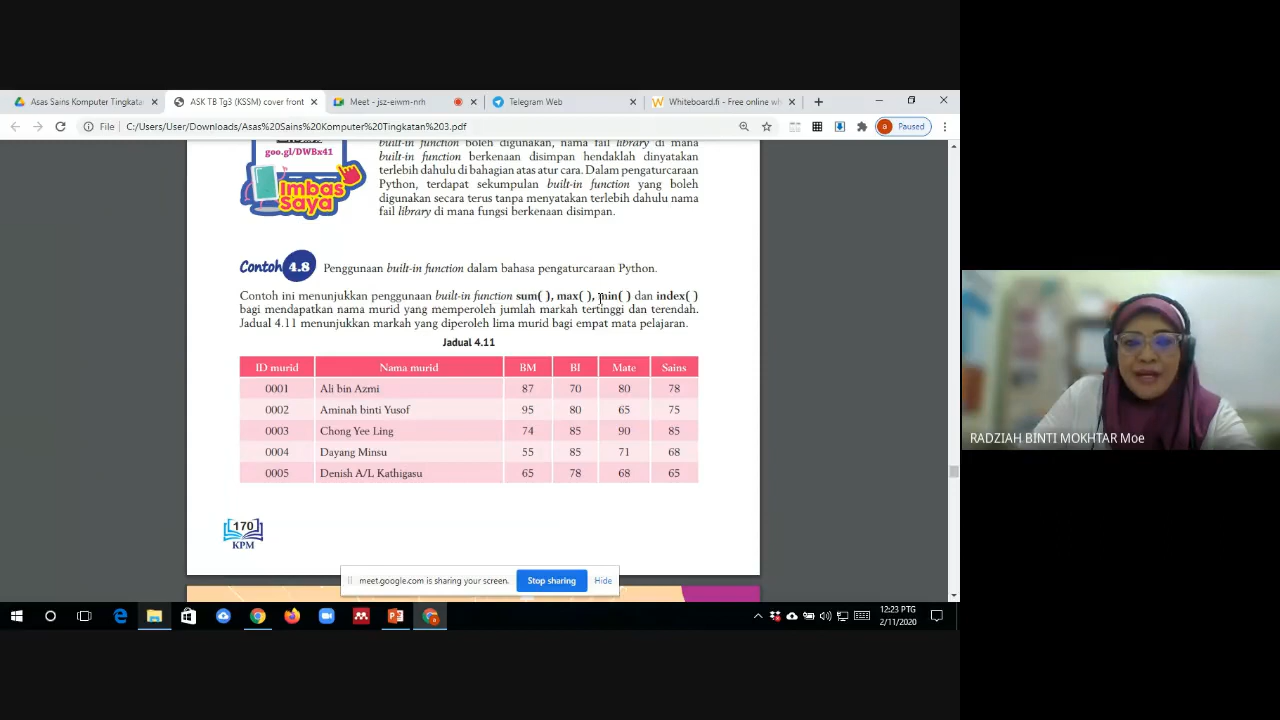 Asas Sains Komputer Tingkata
ASK TB Tg3 (KSSM) cover front
Meet - jsz-eiwm-nrh
Telegram Web
Whiteboard.fi - Free online wh
File
C:/Users/User/Downloads/Asas%20Sains%20Komputer%20Tingkatan%203.pdf
Paused
goo.gl/DWBx41
Imbas
Saya
built-in function boleh digunakan, nama fail library di mana
built-in function berkenaan disimpan hendaklah dinyatakan
terlebih dahulu di bahagian atas atur cara. Dalam pengaturcaraan
Python, terdapat sekumpulan built-in function yang boleh
digunakan secara terus tanpa menyatakan terlebih dahulu nama
fail library di mana fungsi berkenaan disimpan.
Contoh 4.8 Penggunaan built-in function dalam bahasa pengaturcaraan Python.
Contoh ini menunjukkan penggunaan built-in function sum( ), max( ), min( ) dan index( )
bagi mendapatkan nama murid yang memperoleh jumlah markah tertinggi dan terendah.
Jadual 4.11 menunjukkan markah yang diperoleh lima murid bagi empat mata pelajaran.
Jadual 4.11
ID murid Nama murid BM BI Mate Sains
0001 Ali bin Azmi 87 70 80 78
0002 Aminah binti Yusof 95 80 65 75
0003 Chong Yee Ling 74 85 90 85
0004 Dayang Minsu 55 85 71 68
0005 Denish A/L Kathigasu 65 78 68 65
170
KPM
meet.google.com is sharing your screen.
Stop sharing
Hide
12:23 PTG
2/11/2020
RADZIAH BINTI MOKHTAR Moe